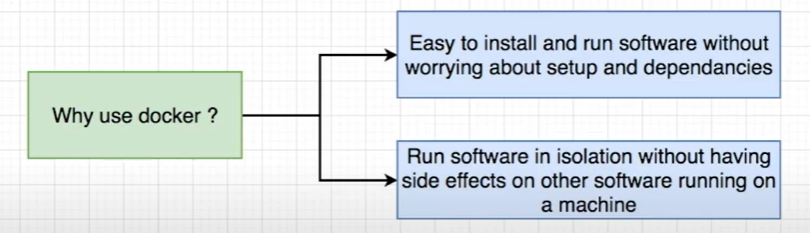 Why use docker ?
Easy to install and run software without
worrying about setup and dependancies
Run software in isolation without having
side effects on other software running on
a machine